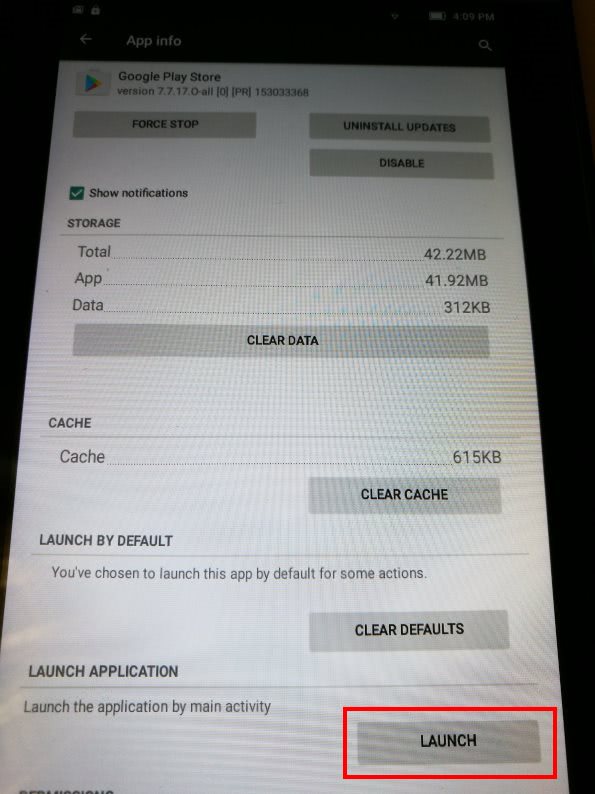 4:09 PM
App info
Google Play Store
version 7.7.17.O-all [0] [PR] 153033368
FORCE STOP
UNINSTALL UPDATES
DISABLE
Show notifications
STORAGE
Total 42.22MB
App 41.92MB
Data 312KB
CLEAR DATA
CACHE
Cache 615KB
CLEAR CACHE
LAUNCH BY DEFAULT
You've chosen to launch this app by default for some actions.
CLEAR DEFAULTS
LAUNCH APPLICATION
Launch the application by main activity
LAUNCH
PERMISSIONS